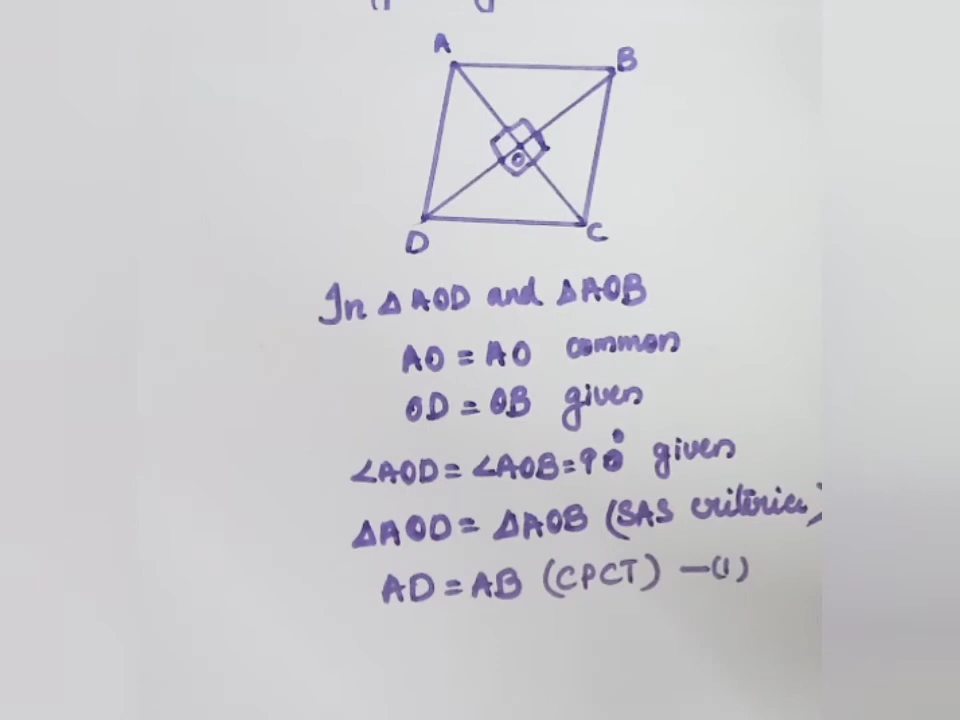 A
B
O
D
C
In ΔAOD and ΔAOB
AO = AO common
OD = OB given
∠AOD = ∠AOB = 90° given
ΔAOD = ΔAOB (SAS criteria)
AD = AB (CPCT) —(1)